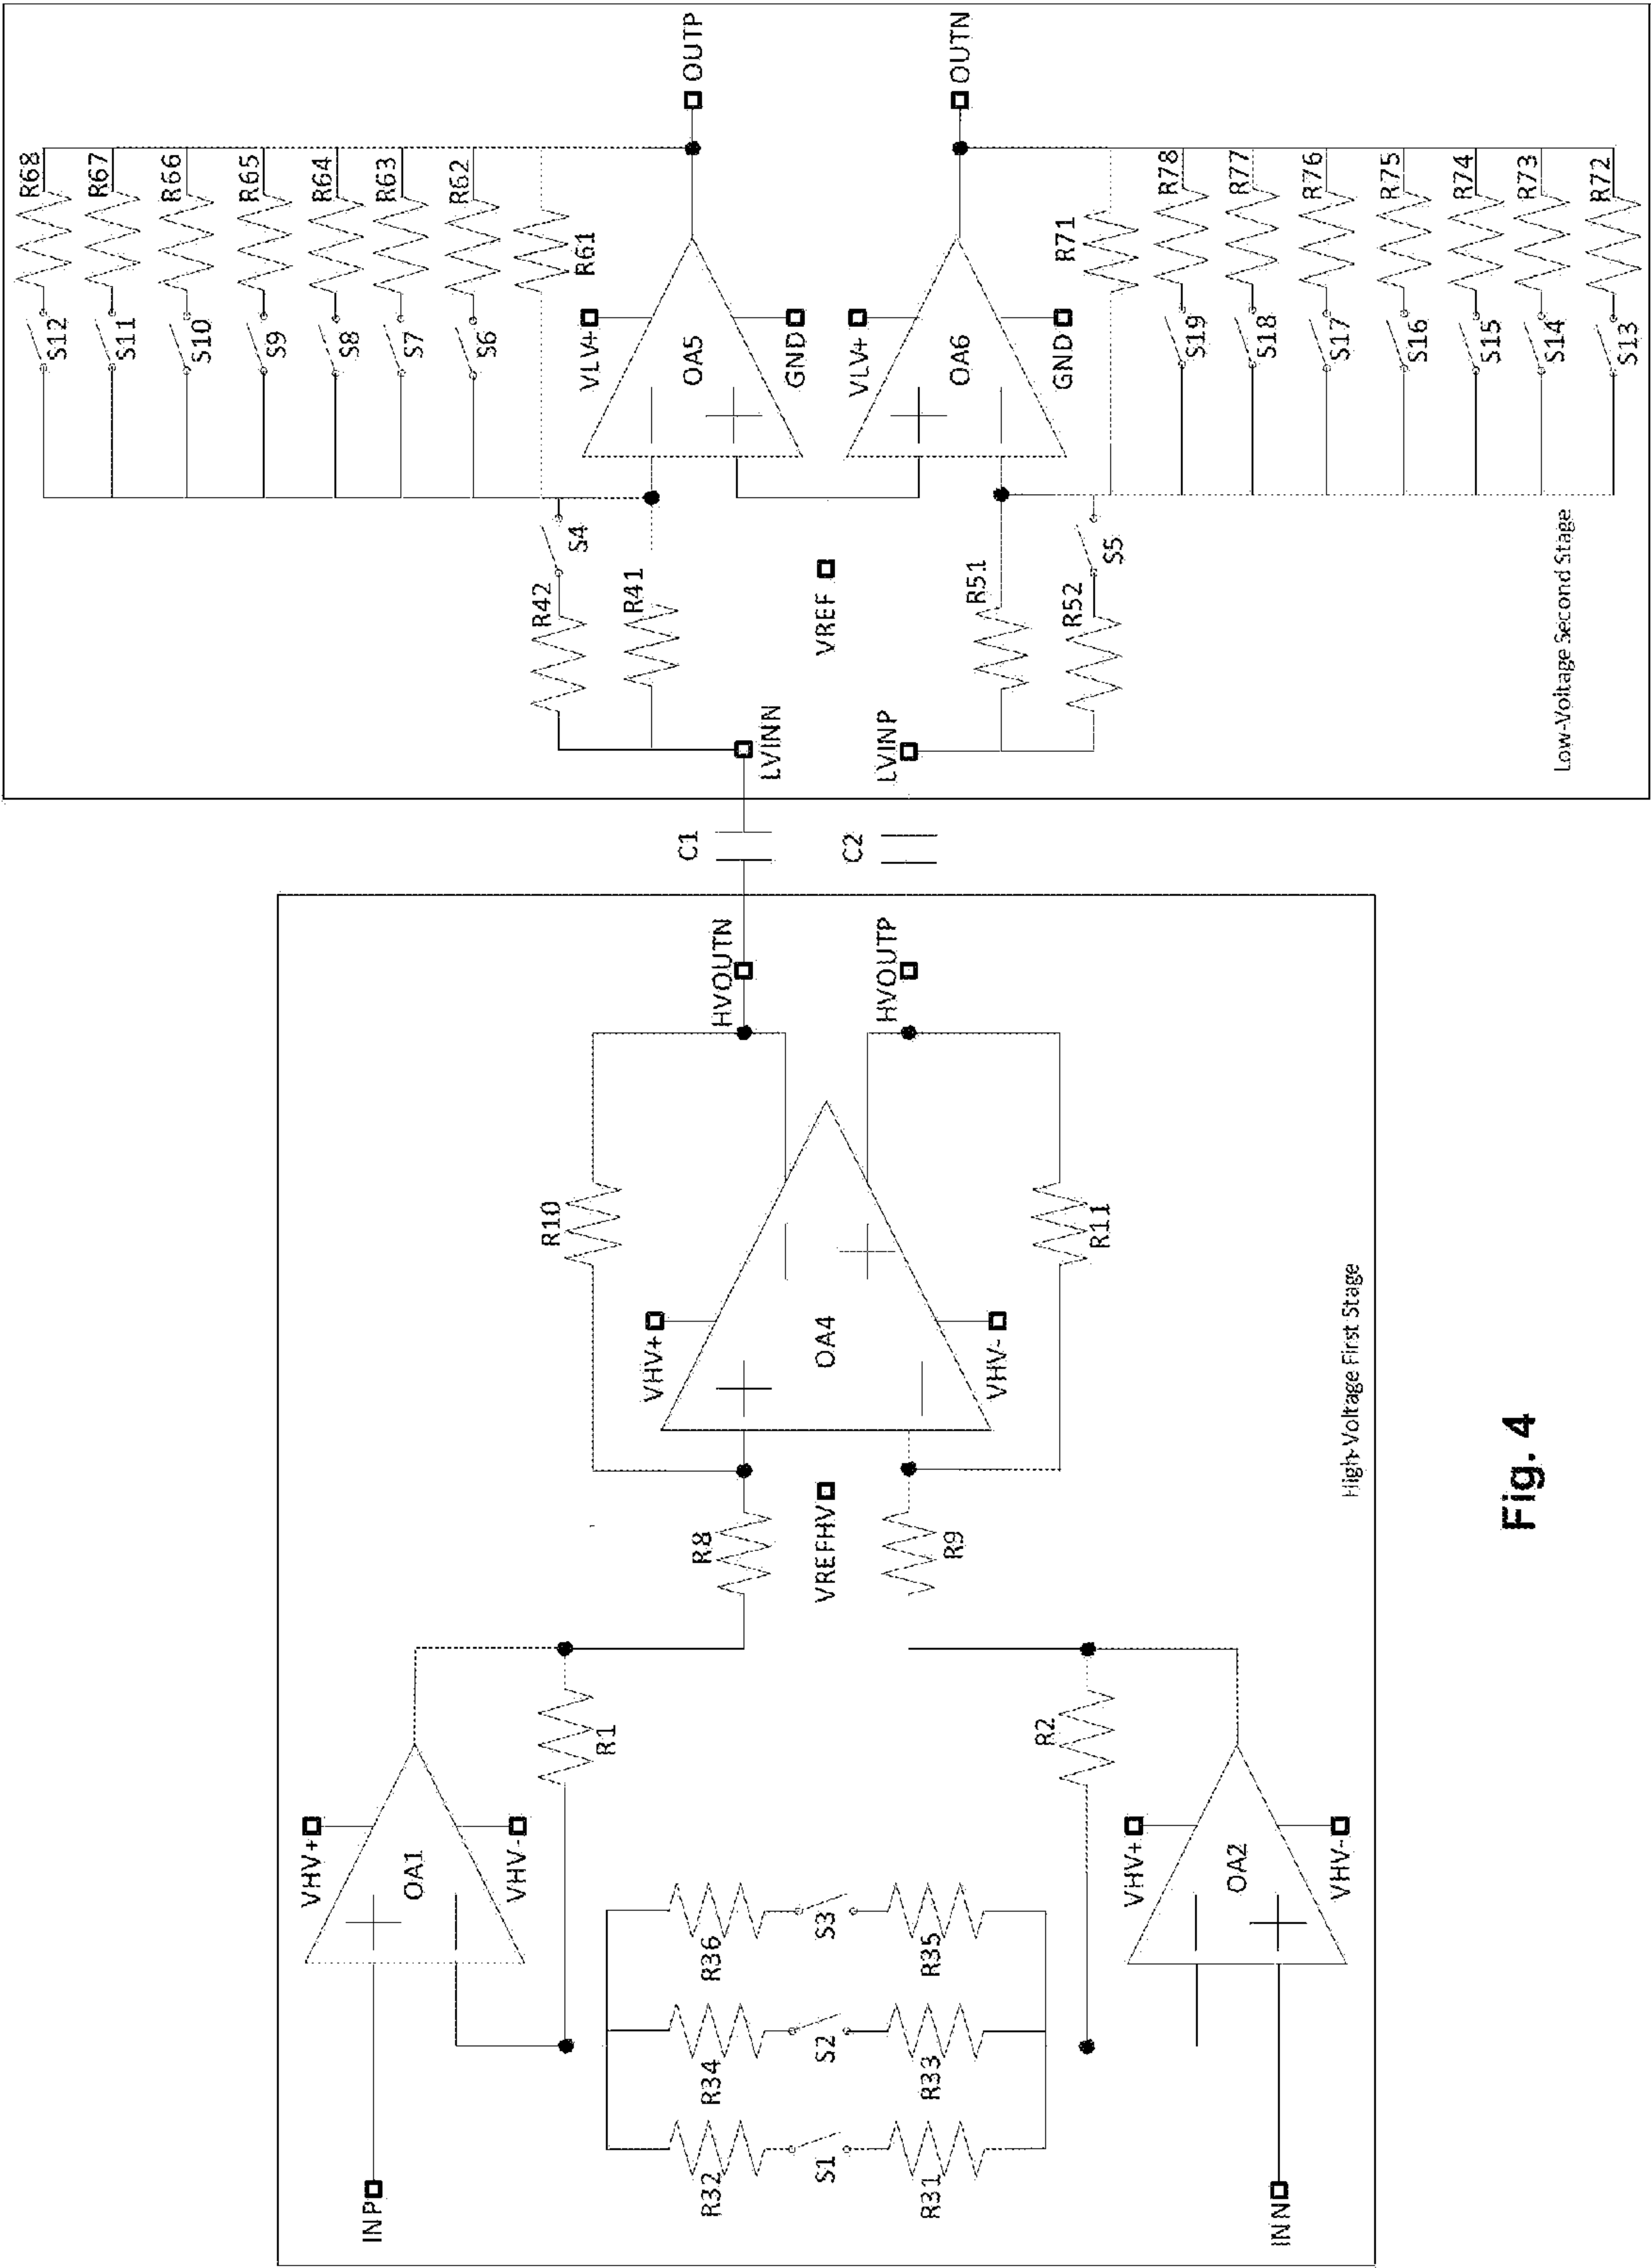 INP
INN
VHV+
OA1
VHV-
R1
R32
S1
R31
R34
S2
R33
R36
S3
R35
R2
VHV+
OA2
VHV-
R8
VREFHV
R9
R10
VHV+
OA4
VHV-
R11
HVOUTN
HVOUTP
High-Voltage First Stage
C1
C2
LVINN
LVINP
R42
S4
R41
VREF
R51
R52
S5
S12
R68
S11
R67
S10
R66
S9
R65
S8
R64
S7
R63
S6
R62
R61
VLV+
OA5
GND
VLV+
OA6
GND
R71
S19
R78
S18
R77
S17
R76
S16
R75
S15
R74
S14
R73
S13
R72
OUTP
OUTN
Low-Voltage Second Stage
Fig. 4